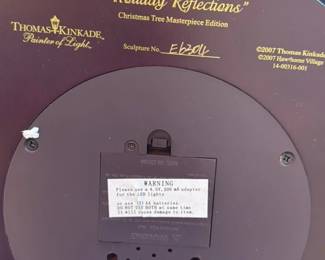 "Holiday Reflections"
Christmas Tree Masterpiece Edition
THOMAS KINKADE
Painter of Light
Sculpture No.
©2007 Thomas Kinkade
©2007 Hawthorne Village
14-00316-001
WARNING
Please use a 4.5V, 500 mA adapter
for the LED lights
or use (3) AA batteries.
DO NOT USE BOTH at same time
It will cause damage to item.